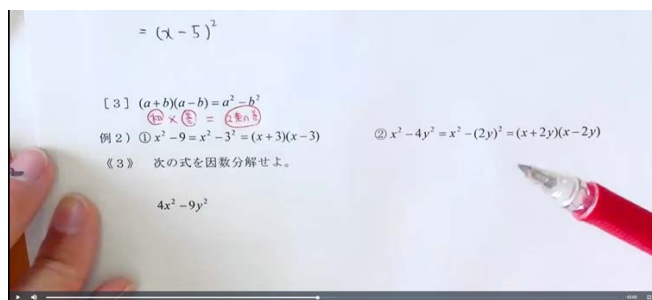 = (x - 5)²
[3] (a+b)(a−b) = a² − b²
和 × 差 = 2乗の差
例2) ① x² − 9 = x² − 3² = (x+3)(x−3)
② x² − 4y² = x² − (2y)² = (x+2y)(x−2y)
《3》 次の式を因数分解せよ。
4x² − 9y²